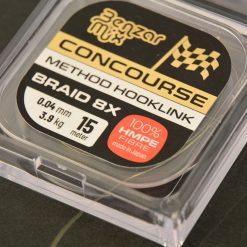 Benzar
Mix
CONCOURSE
METHOD HOOKLINK
BRAID 8X
0.04 mm
3.9 kg
15
meter
100%
HMPE
FIBRE
made in Japan